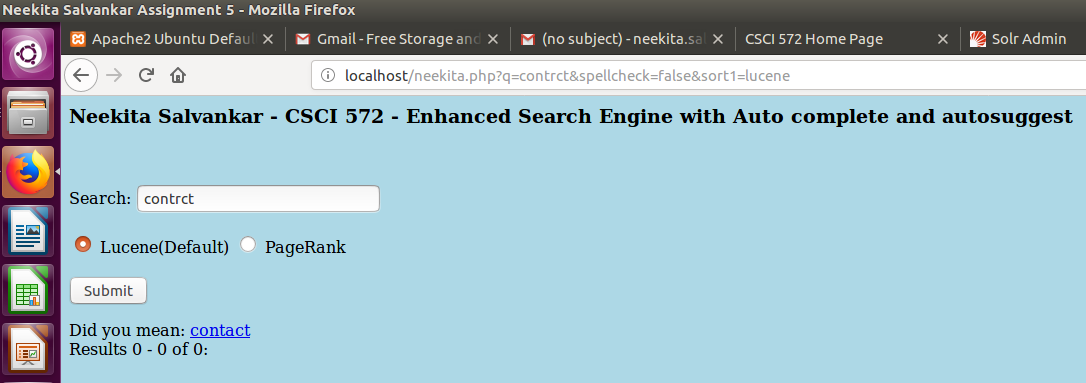 Neekita Salvankar Assignment 5 - Mozilla Firefox
Apache2 Ubuntu Defau
Gmail - Free Storage and
(no subject) - neekita.sal
CSCI 572 Home Page
Solr Admin
localhost/neekita.php?q=contrct&spellcheck=false&sort1=lucene
Neekita Salvankar - CSCI 572 - Enhanced Search Engine with Auto complete and autosuggest
Search: contrct
Lucene(Default) PageRank
Submit
Did you mean: contact
Results 0 - 0 of 0: